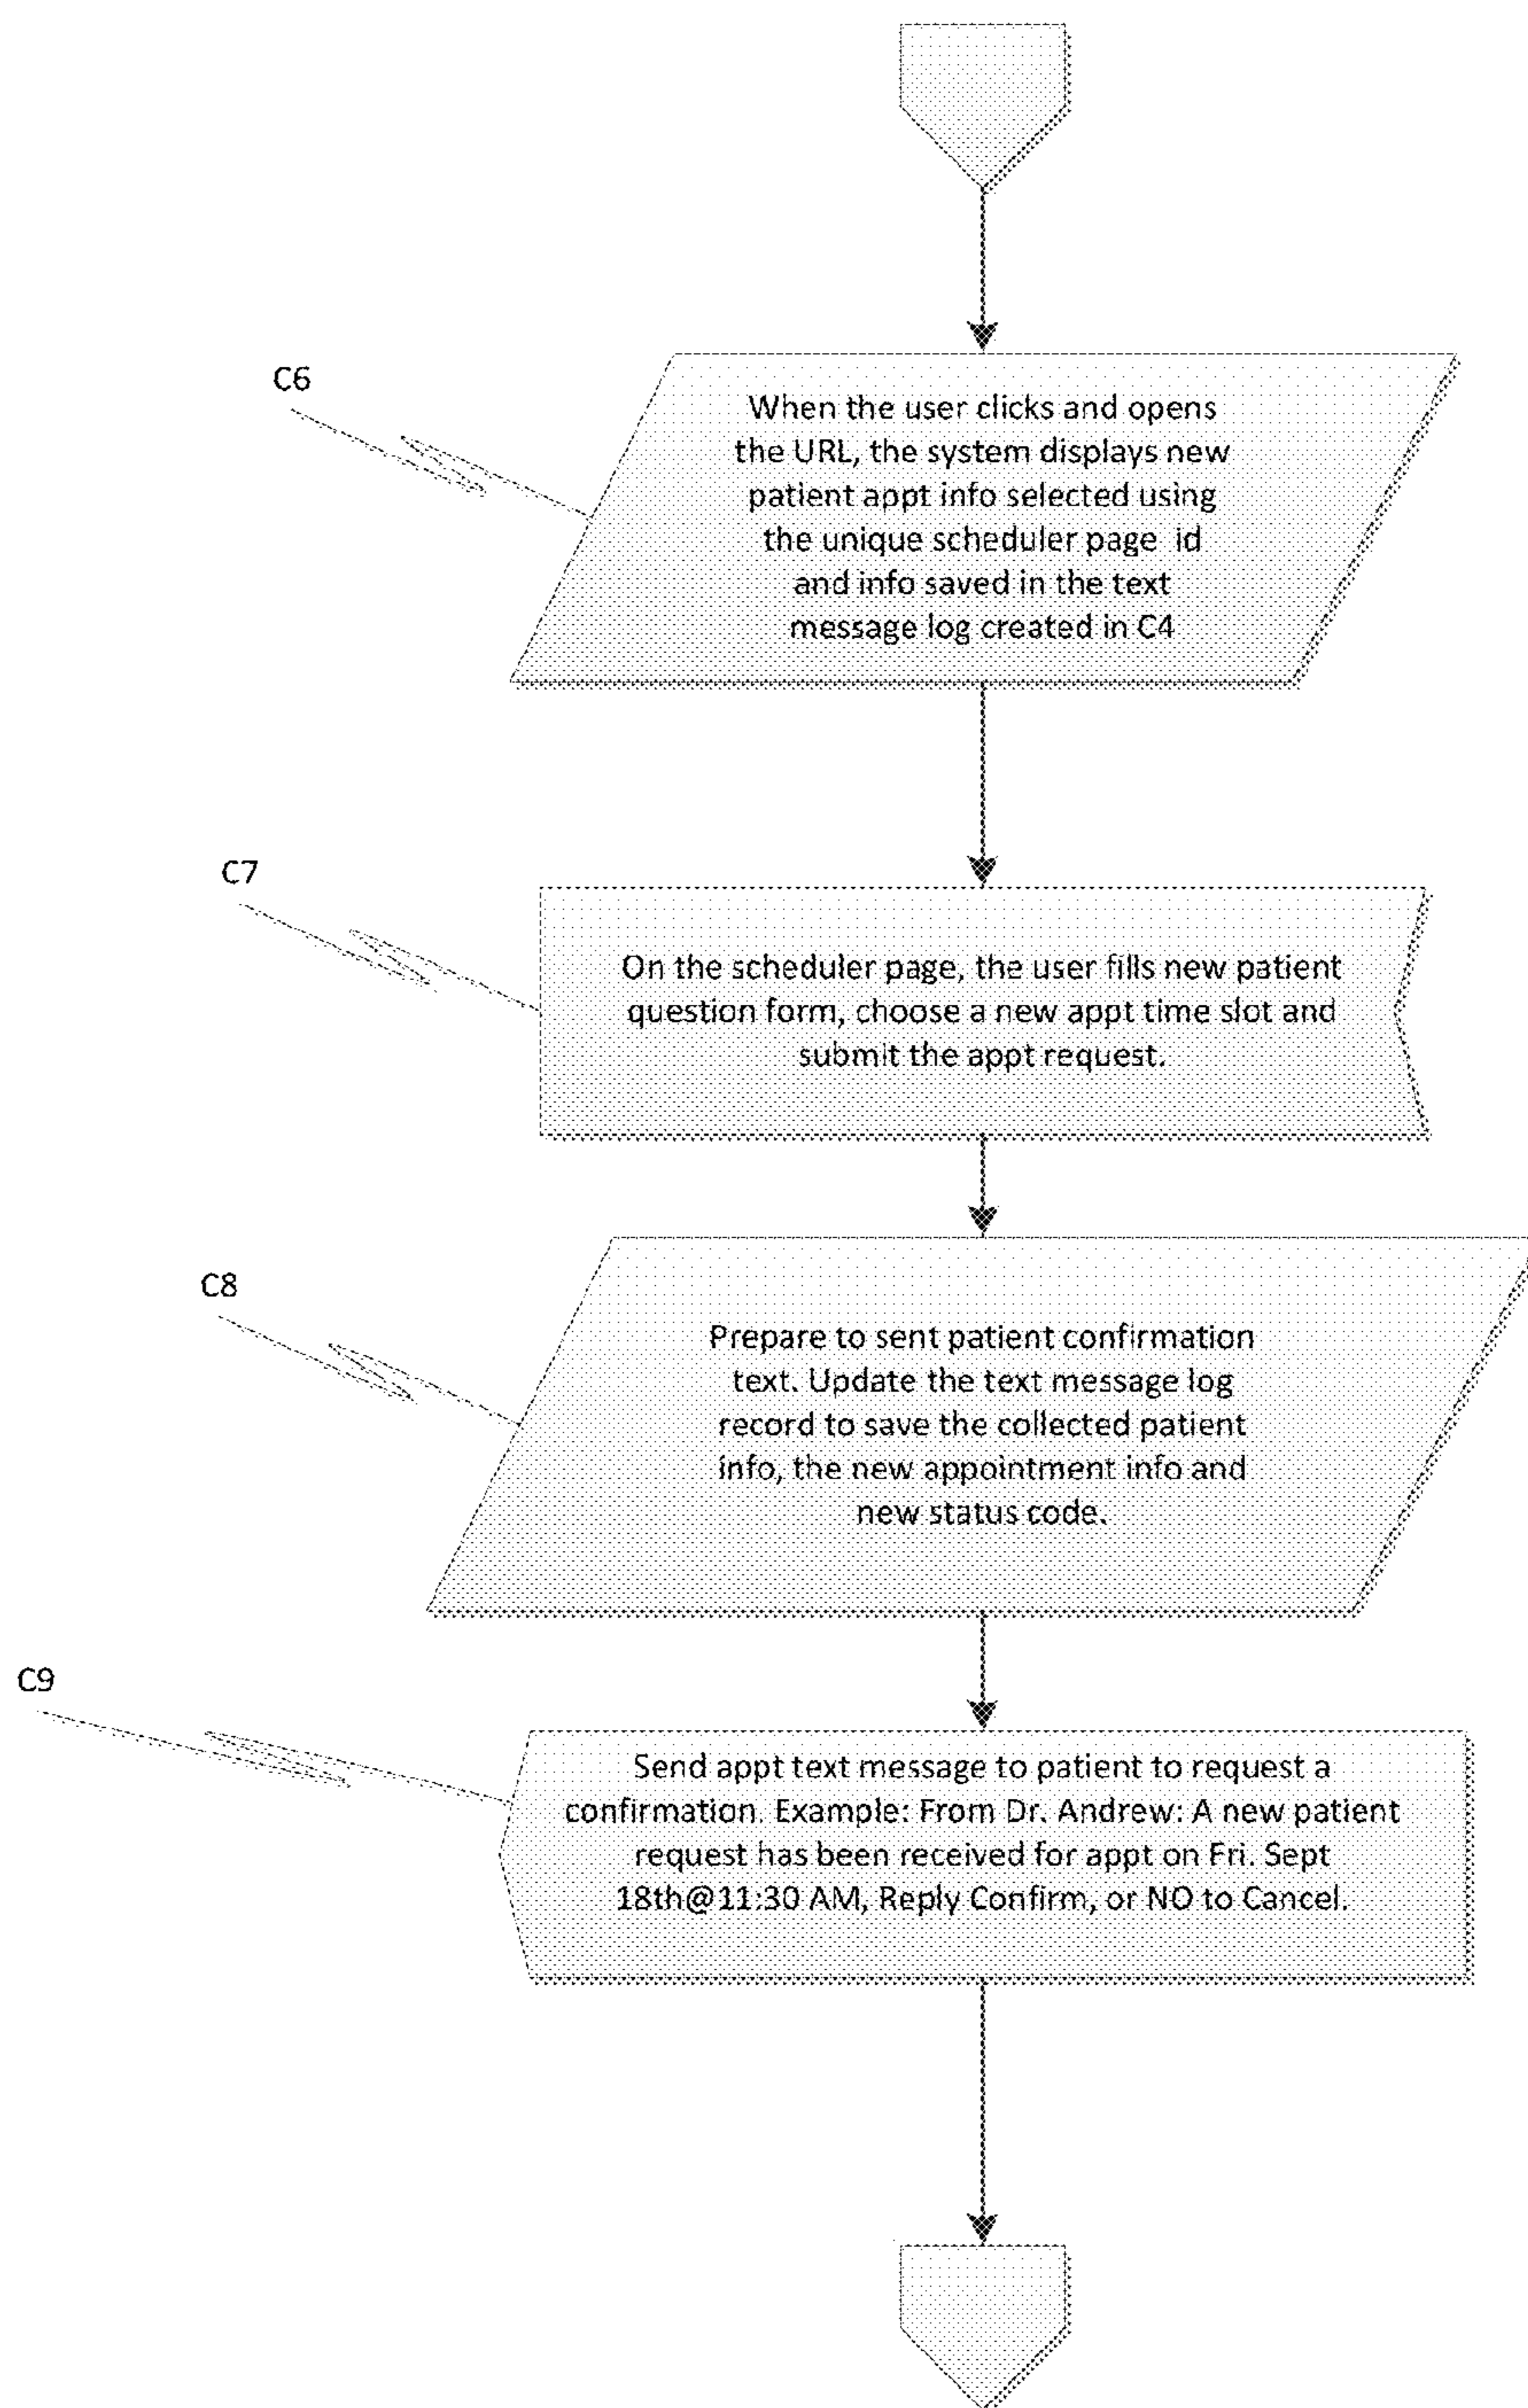 C6
When the user clicks and opens
the URL, the system displays new
patient appt info selected using
the unique scheduler page id
and info saved in the text
message log created in C4
C7
On the scheduler page, the user fills new patient
question form, choose a new appt time slot and
submit the appt request.
C8
Prepare to sent patient confirmation
text. Update the text message log
record to save the collected patient
info, the new appointment info and
new status code.
C9
Send appt text message to patient to request a
confirmation. Example: From Dr. Andrew: A new patient
request has been received for appt on Fri. Sept
18th@11:30 AM, Reply Confirm, or NO to Cancel.